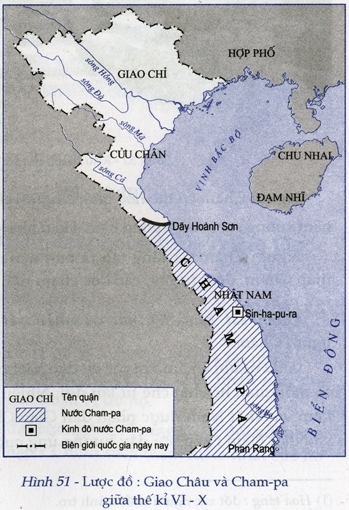 HỢP PHỐ
GIAO CHỈ
sông Hồng
sông Đà
sông Mã
CỬU CHÂN
sông Cả
VỊNH BẮC BỘ
CHU NHAI
ĐẠM NHĨ
Dãy Hoành Sơn
CHAM-PA
NHẬT NAM
Sin-ha-pu-ra
BIỂN ĐÔNG
Phan Rang
GIAO CHỈ Tên quận
Nước Cham-pa
Kinh đô nước Cham-pa
Biên giới quốc gia ngày nay
Hình 51 - Lược đồ : Giao Châu và Cham-pa
giữa thế kỉ VI - X